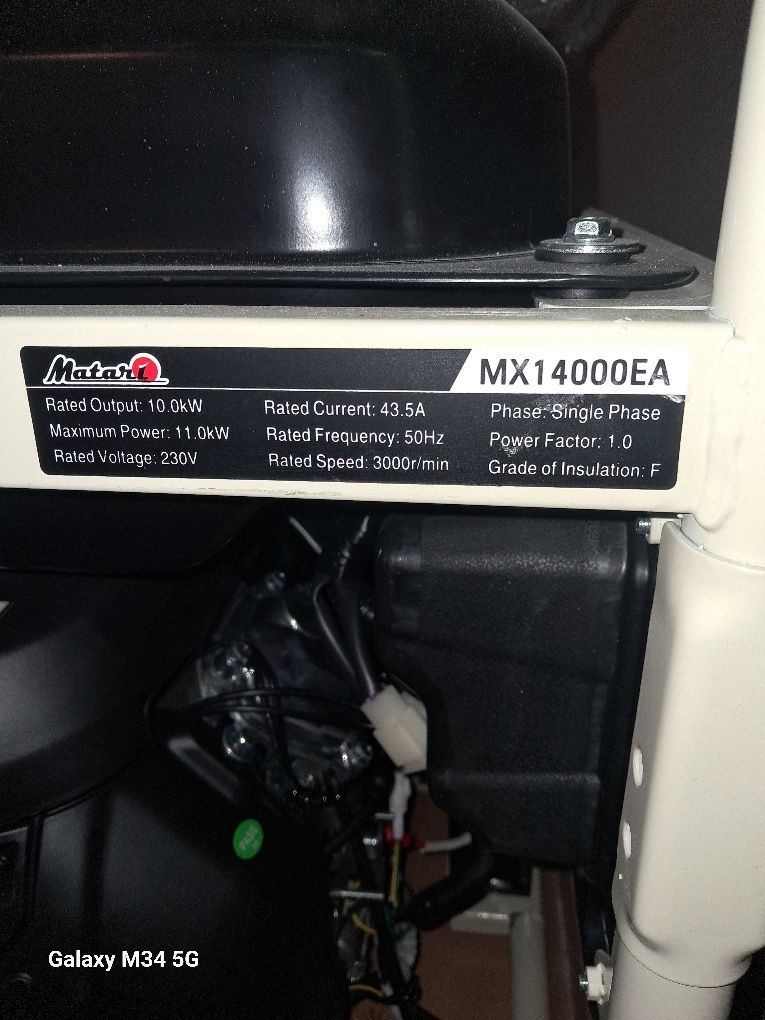 Matari
MX14000EA
Rated Output: 10.0kW
Rated Current: 43.5A
Phase: Single Phase
Maximum Power: 11.0kW
Rated Frequency: 50Hz
Power Factor: 1.0
Rated Voltage: 230V
Rated Speed: 3000r/min
Grade of Insulation: F
PASS
Galaxy M34 5G